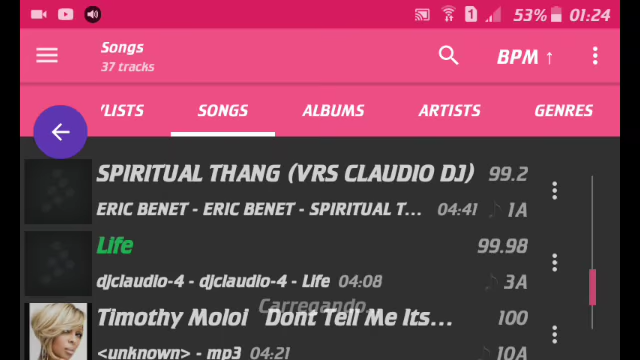 1 53% 01:24
Songs
37 tracks
BPM ↑
YLISTS SONGS ALBUMS ARTISTS GENRES
SPIRITUAL THANG (VRS CLAUDIO DJ) 99.2
ERIC BENET - ERIC BENET - SPIRITUAL T... 04:41 1A
Life 99.98
djclaudio-4 - djclaudio-4 - Life 04:08 3A
Carregando.
Timothy Moloi Dont Tell Me Its... 100
<unknown> - mp3 04:21 10A